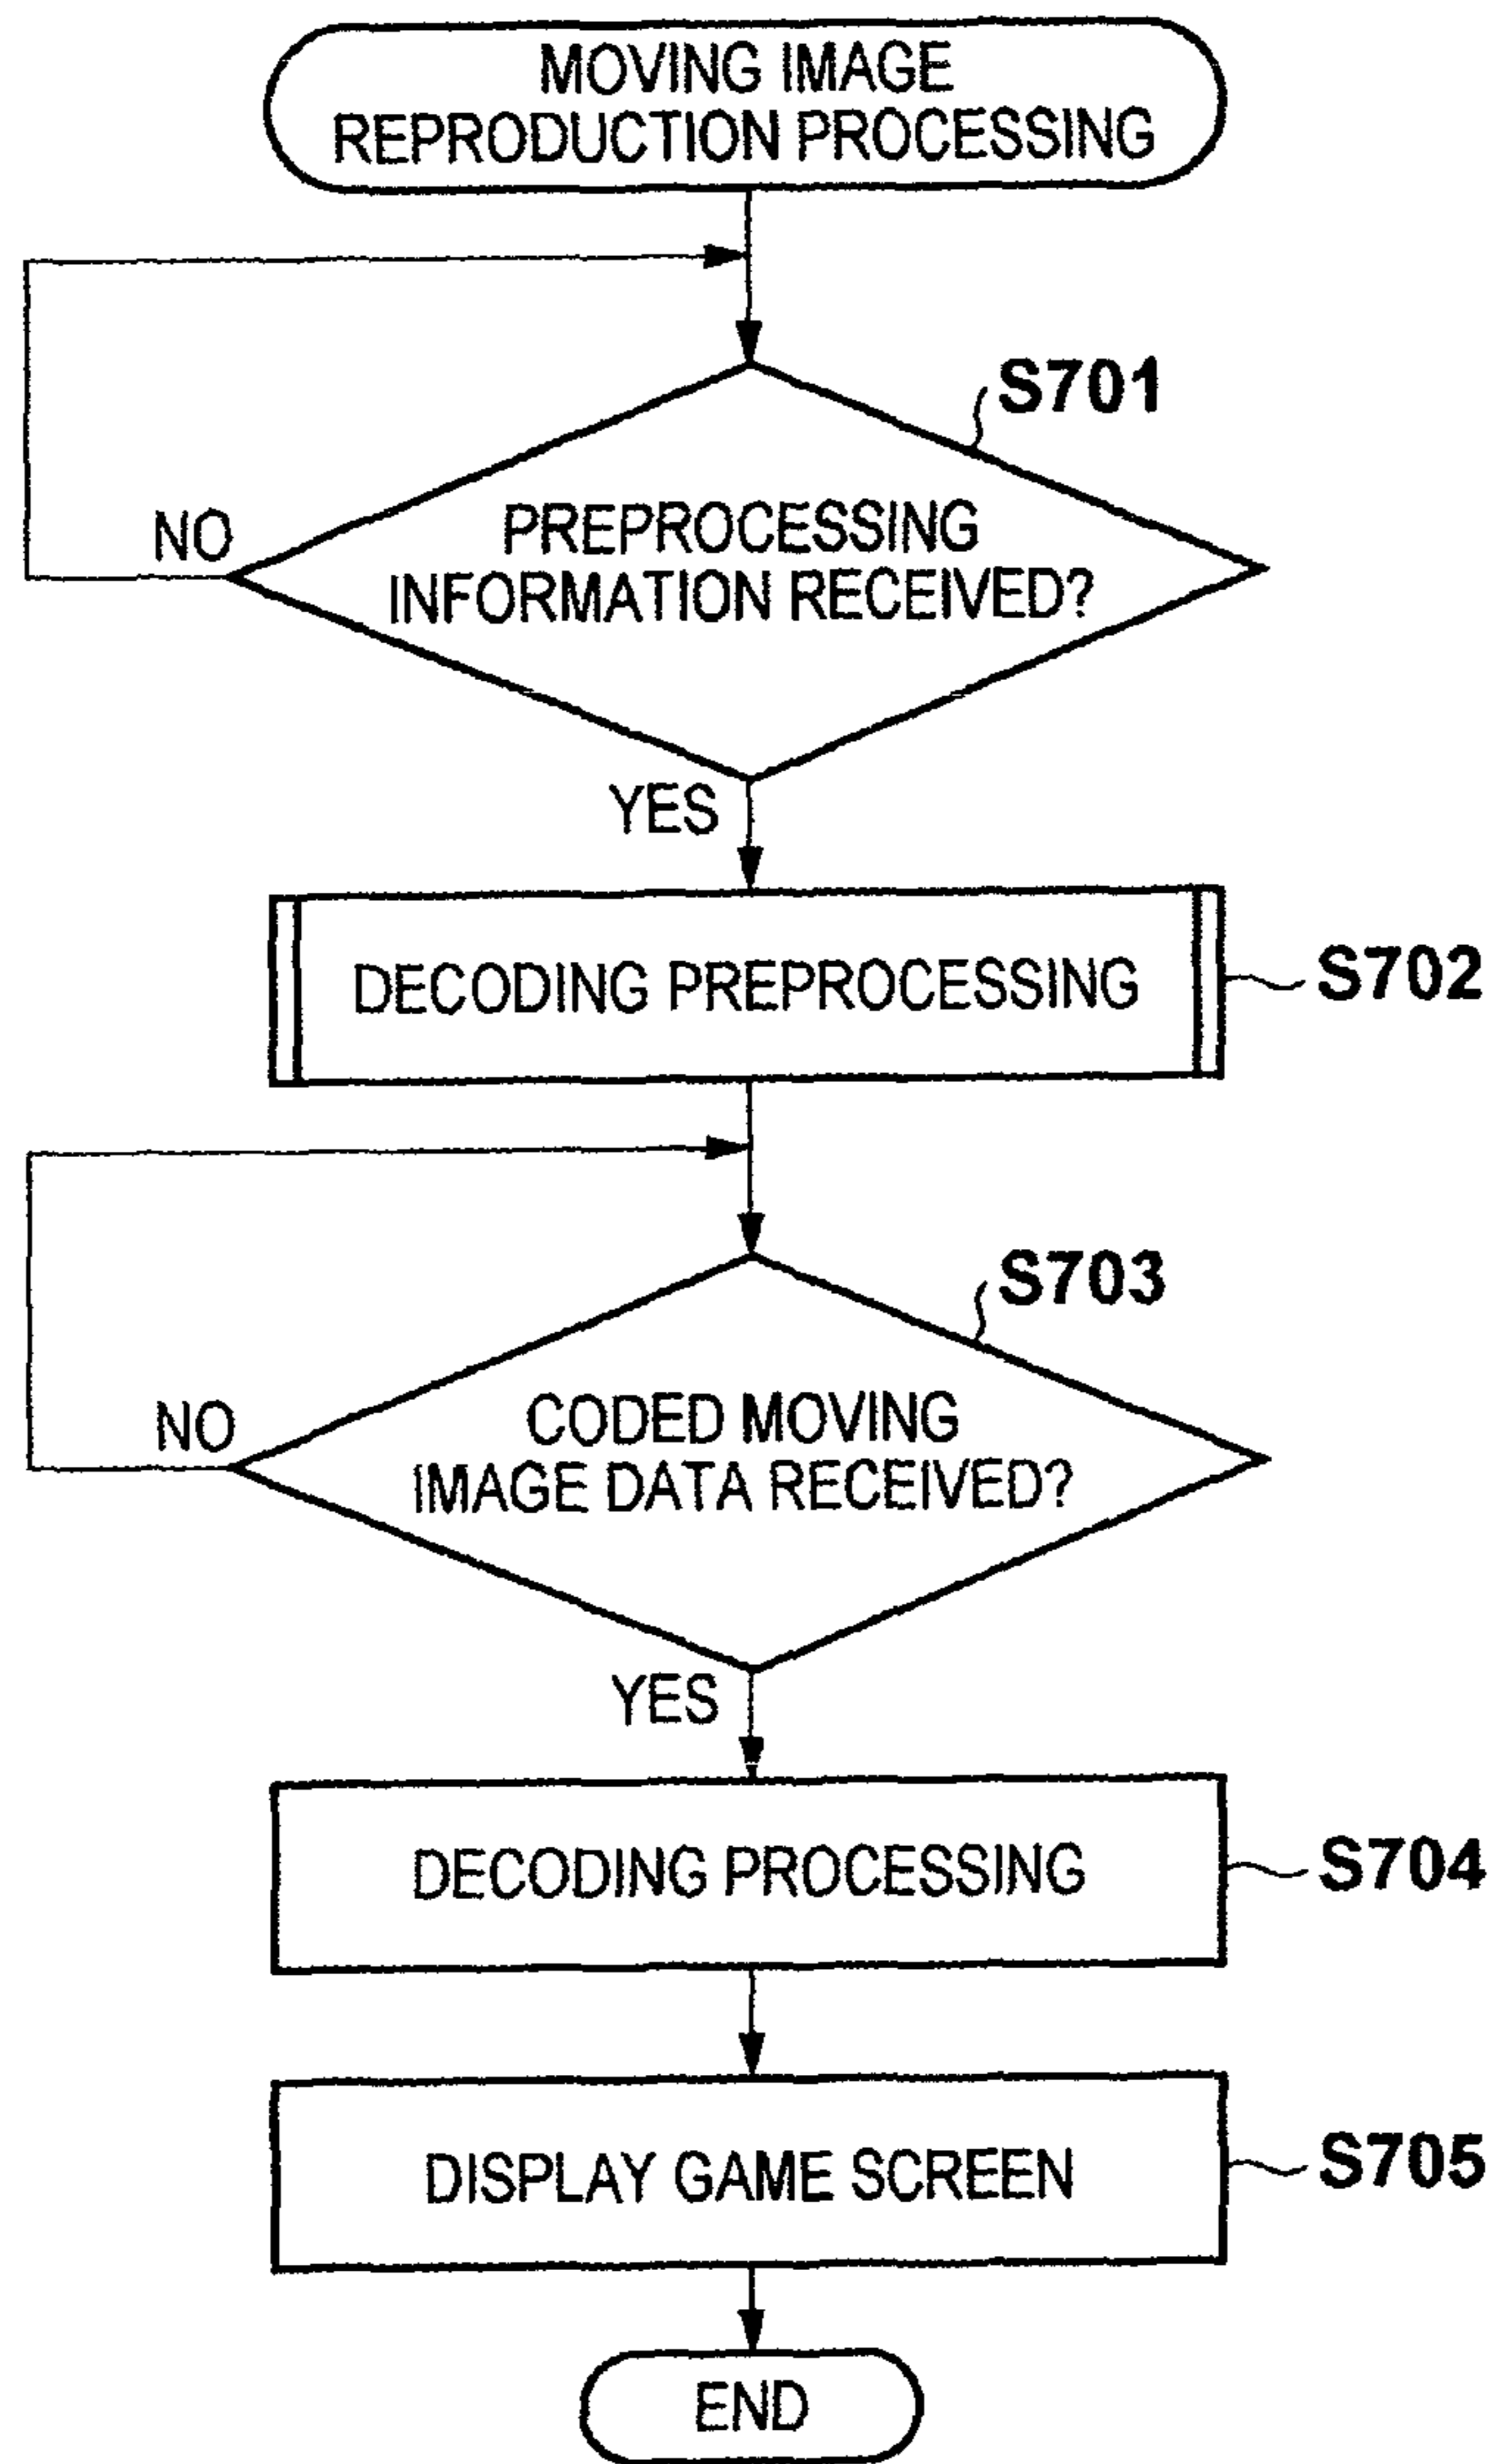 MOVING IMAGE
REPRODUCTION PROCESSING
S701
PREPROCESSING
INFORMATION RECEIVED?
NO
YES
DECODING PREPROCESSING
S702
S703
CODED MOVING
IMAGE DATA RECEIVED?
NO
YES
DECODING PROCESSING
S704
DISPLAY GAME SCREEN
S705
END